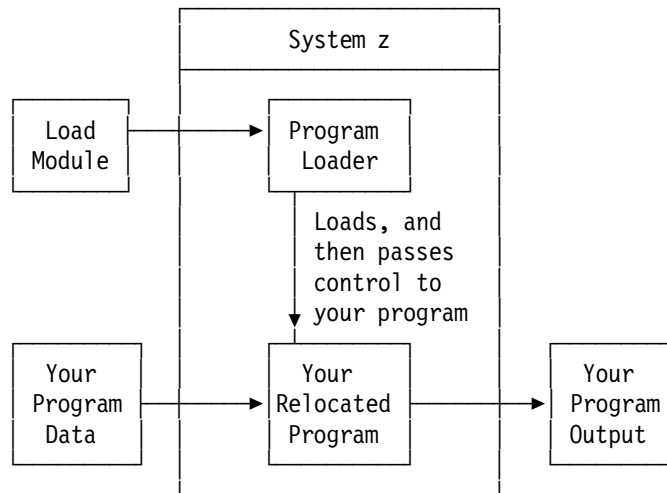 System z
Load
Module
Program
Loader
Loads, and
then passes
control to
your program
Your
Program
Data
Your
Relocated
Program
Your
Program
Output